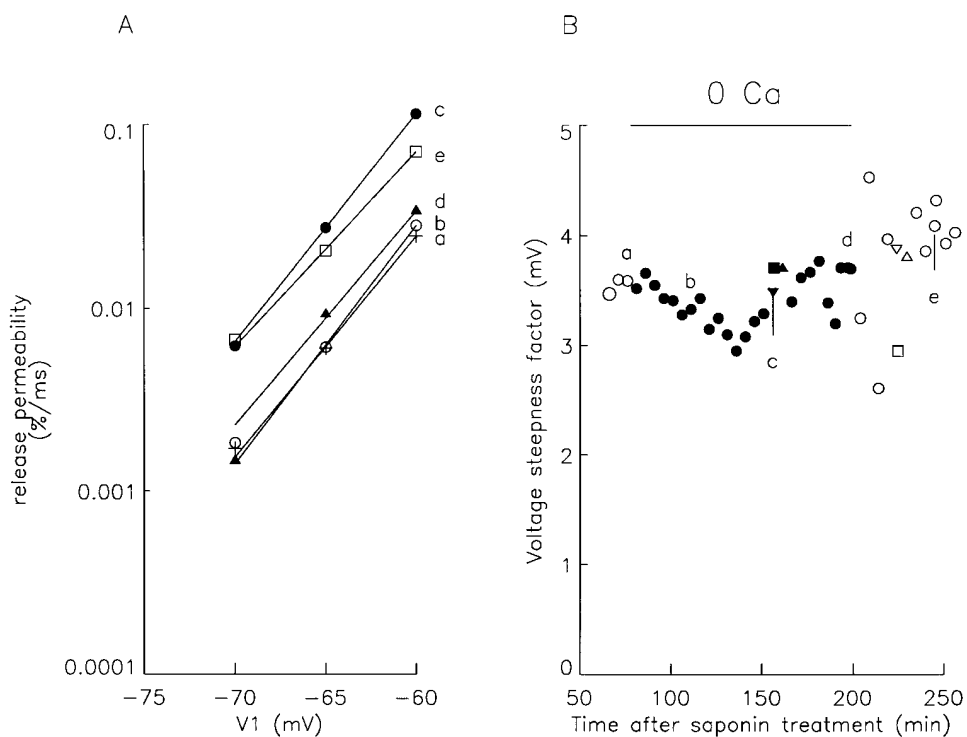 A
0.1
0.01
0.001
0.0001
release permeability
(%/ms)
−75
−70
−65
−60
V1 (mV)
c
e
d
b
a
B
0 Ca
5
4
3
2
1
0
Voltage steepness factor (mV)
a
b
c
d
e
50
100
150
200
250
Time after saponin treatment (min)